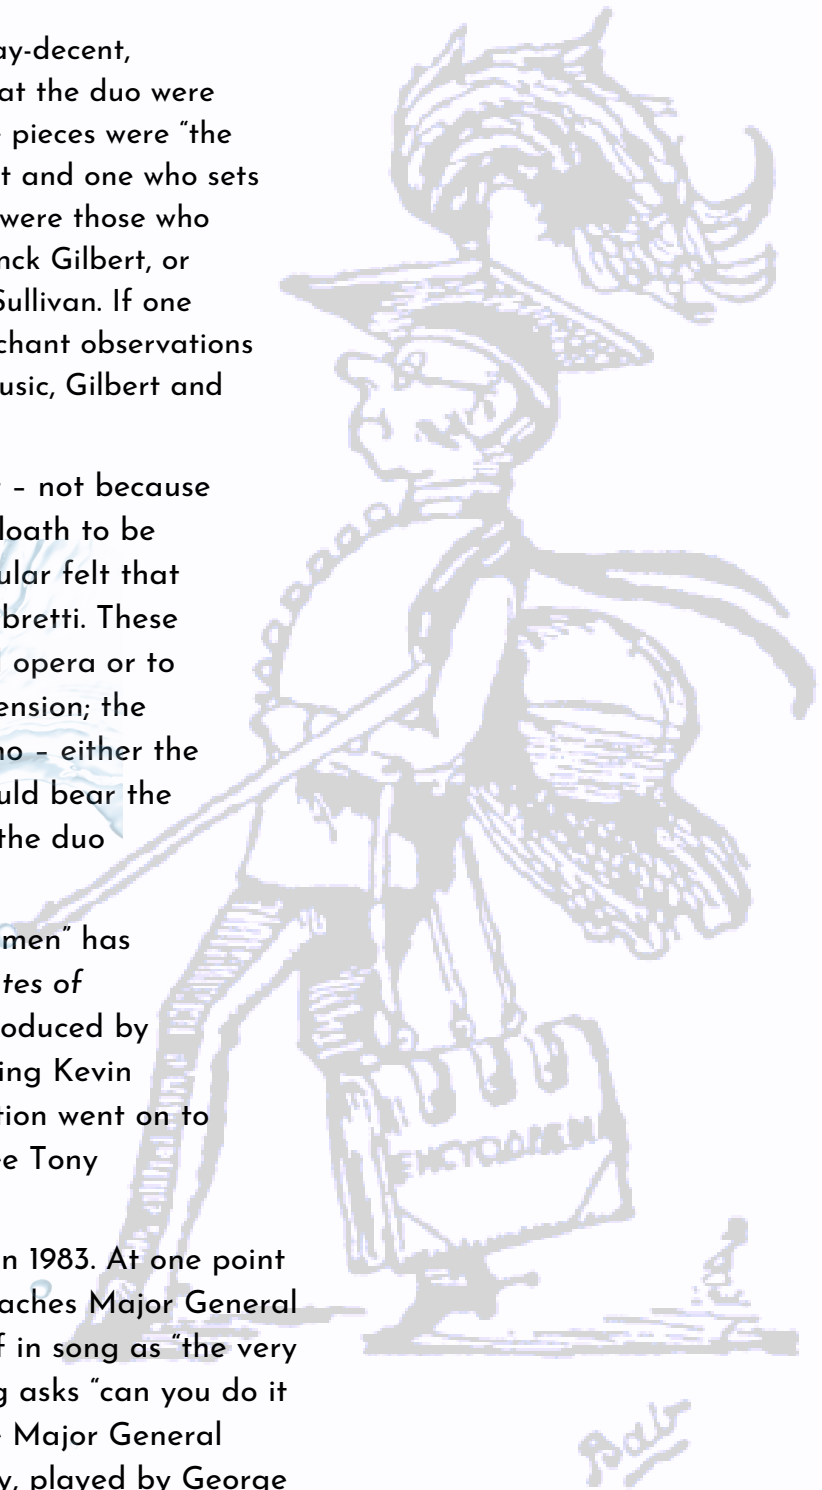 ay-decent,
at the duo were
pieces were “the
t and one who sets
were those who
nck Gilbert, or
Sullivan. If one
chant observations
usic, Gilbert and
– not because
loath to be
ular felt that
bretti. These
opera or to
ension; the
no – either the
uld bear the
the duo
men” has
tes of
oduced by
ing Kevin
tion went on to
e Tony
n 1983. At one point
aches Major General
f in song as “the very
g asks “can you do it
Major General
y, played by George
Bab